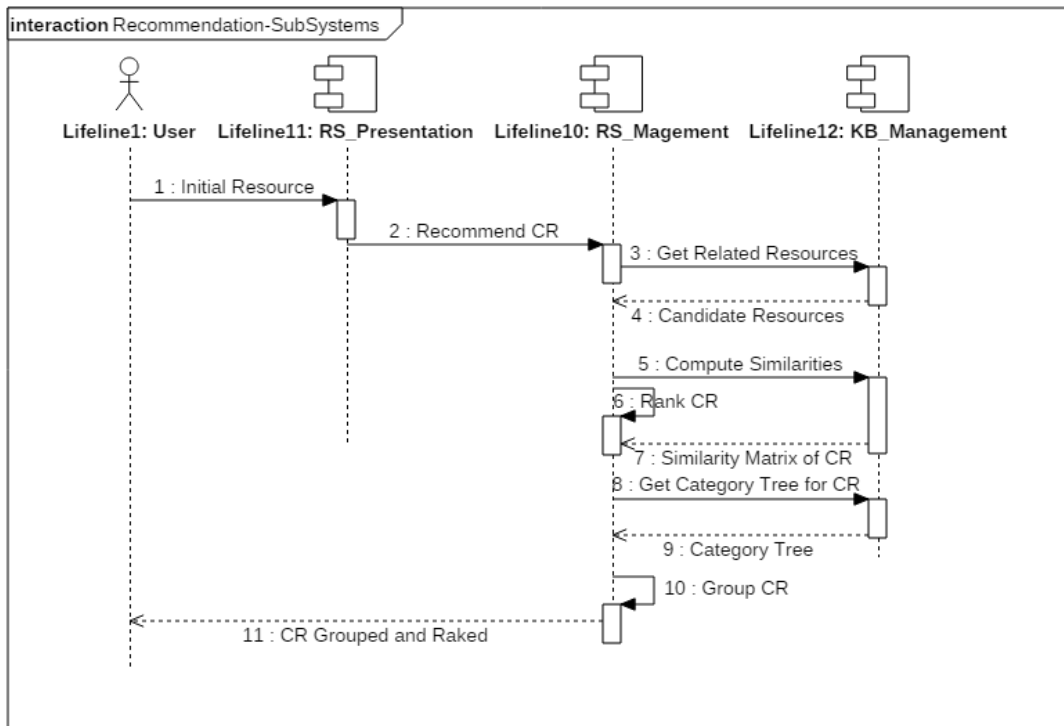 interaction Recommendation-SubSystems
Lifeline1: User Lifeline11: RS_Presentation Lifeline10: RS_Magement Lifeline12: KB_Management
1 : Initial Resource
2 : Recommend CR
3 : Get Related Resources
4 : Candidate Resources
5 : Compute Similarities
6 : Rank CR
7 : Similarity Matrix of CR
8 : Get Category Tree for CR
9 : Category Tree
10 : Group CR
11 : CR Grouped and Raked